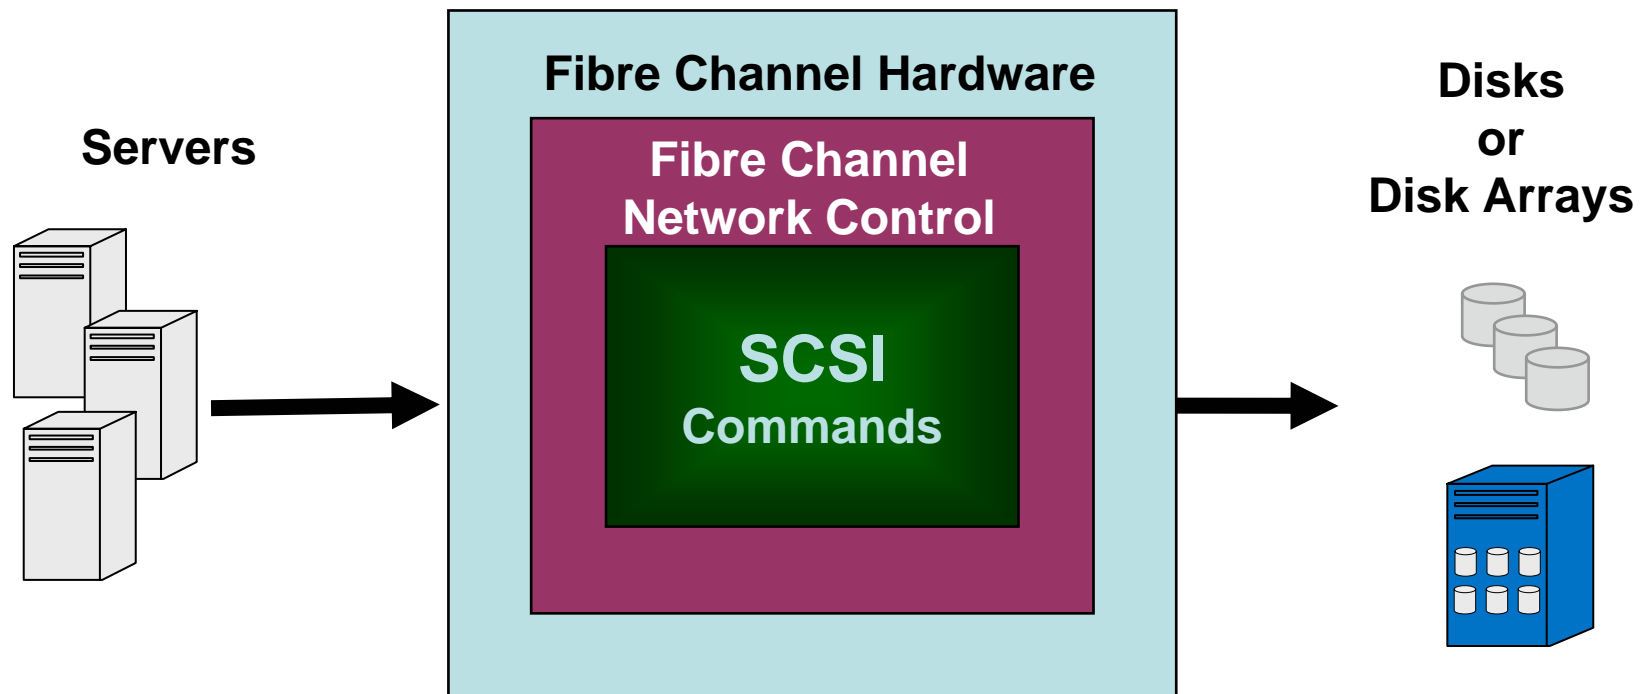 Servers
Fibre Channel Hardware
Fibre Channel
Network Control
SCSI
Commands
Disks
or
Disk Arrays